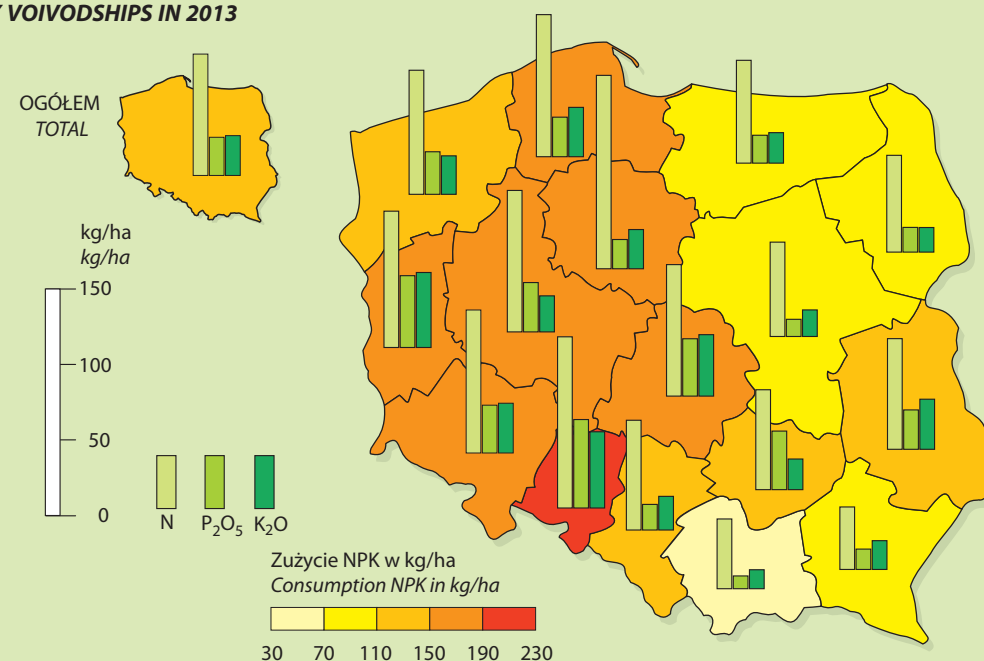 VOIVODSHIPS IN 2013
OGÓŁEM
TOTAL
kg/ha
kg/ha
150
100
50
0
N P₂O₅ K₂O
Zużycie NPK w kg/ha
Consumption NPK in kg/ha
30 70 110 150 190 230